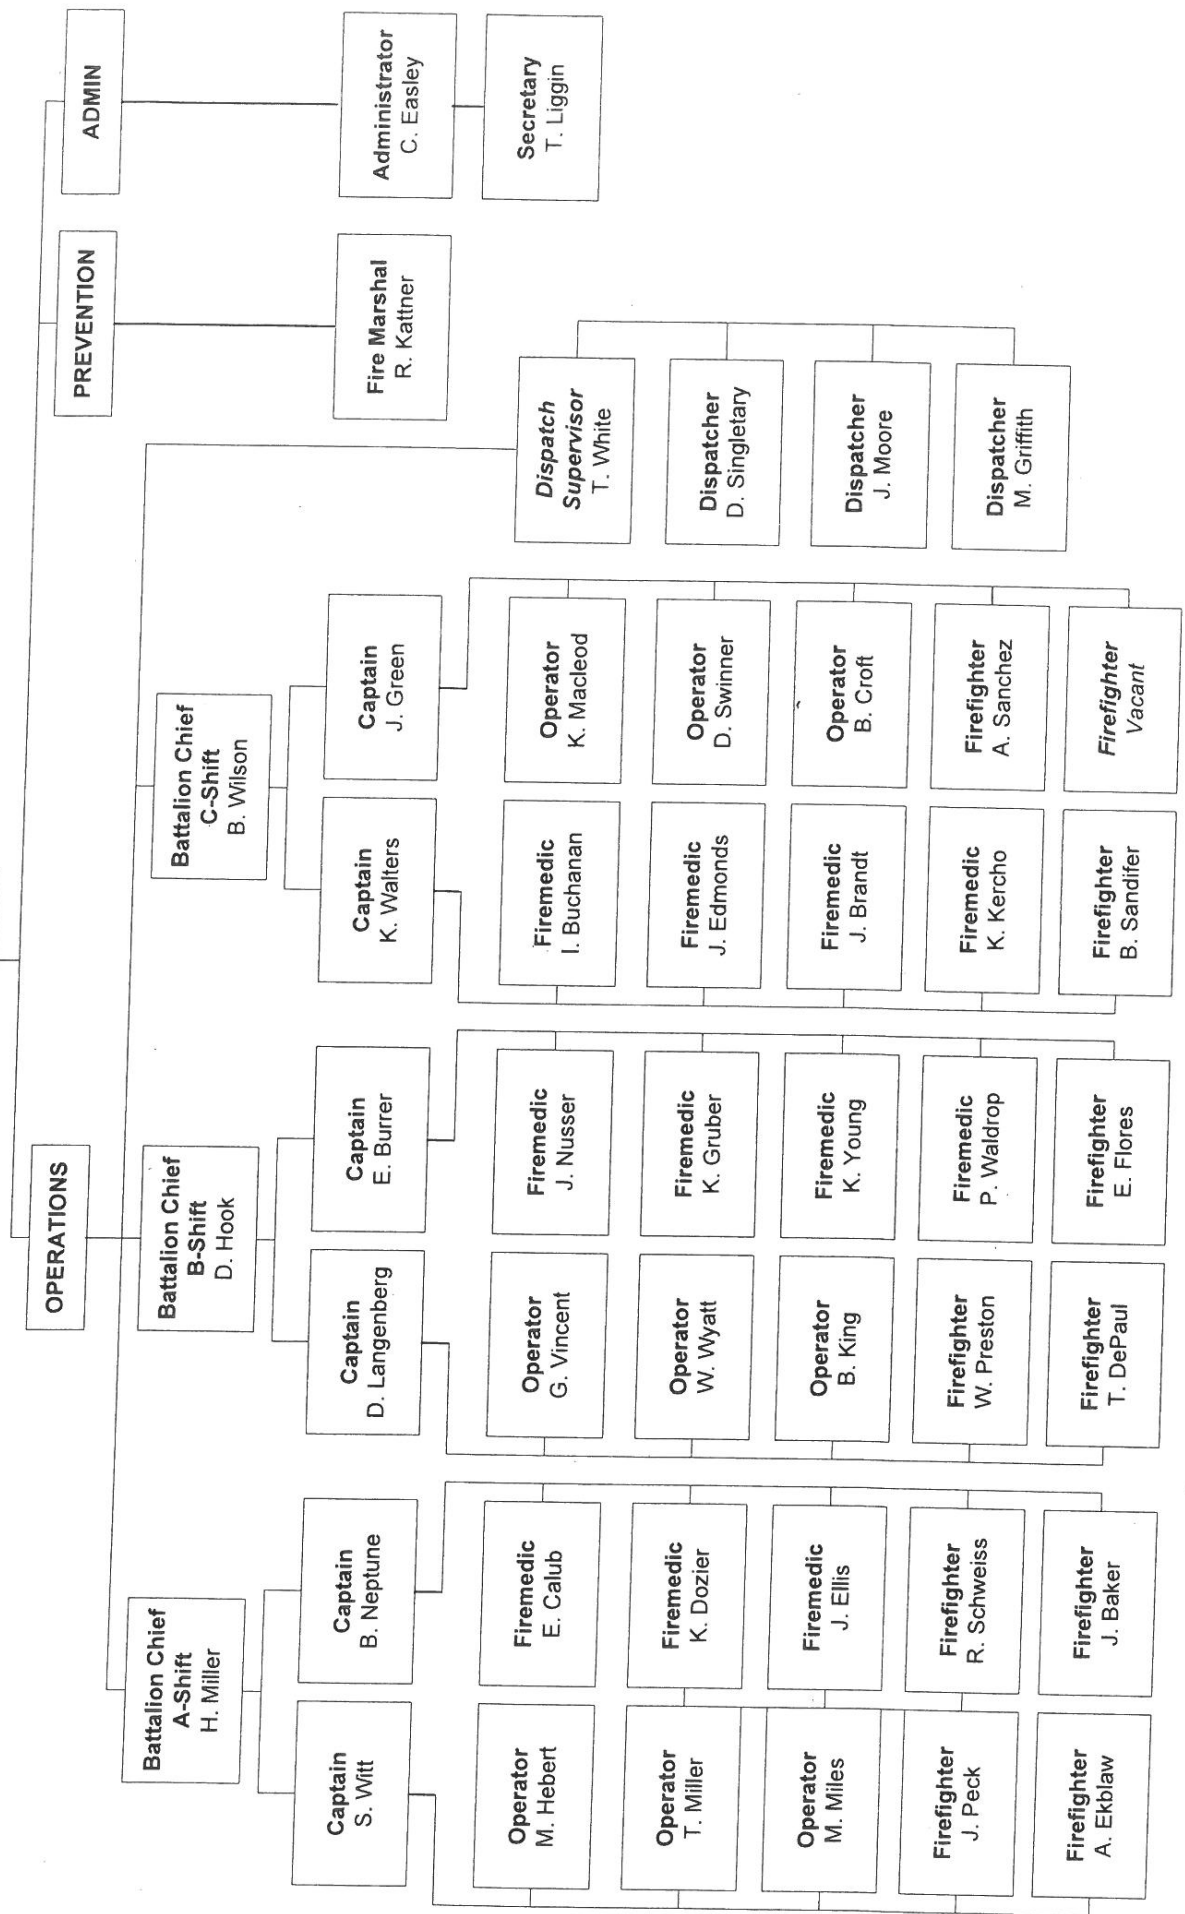 OPERATIONS
PREVENTION
ADMIN
Battalion Chief
A-Shift
H. Miller
Battalion Chief
B-Shift
D. Hook
Battalion Chief
C-Shift
B. Wilson
Captain
S. Witt
Captain
B. Neptune
Captain
D. Langenberg
Captain
E. Burrer
Captain
K. Walters
Captain
J. Green
Fire Marshal
R. Kattner
Administrator
C. Easley
Operator
M. Hebert
Firemedic
E. Calub
Operator
G. Vincent
Firemedic
J. Nusser
Firemedic
I. Buchanan
Operator
K. Macleod
Dispatch
Supervisor
T. White
Secretary
T. Liggin
Operator
T. Miller
Firemedic
K. Dozier
Operator
W. Wyatt
Firemedic
K. Gruber
Firemedic
J. Edmonds
Operator
D. Swinner
Dispatcher
D. Singletary
Operator
M. Miles
Firemedic
J. Ellis
Operator
B. King
Firemedic
K. Young
Firemedic
J. Brandt
Operator
B. Croft
Dispatcher
J. Moore
Firefighter
J. Peck
Firefighter
R. Schweiss
Firefighter
W. Preston
Firemedic
P. Waldrop
Firemedic
K. Kercho
Firefighter
A. Sanchez
Dispatcher
M. Griffith
Firefighter
A. Ekblaw
Firefighter
J. Baker
Firefighter
T. DePaul
Firefighter
E. Flores
Firefighter
B. Sandifer
Firefighter
Vacant